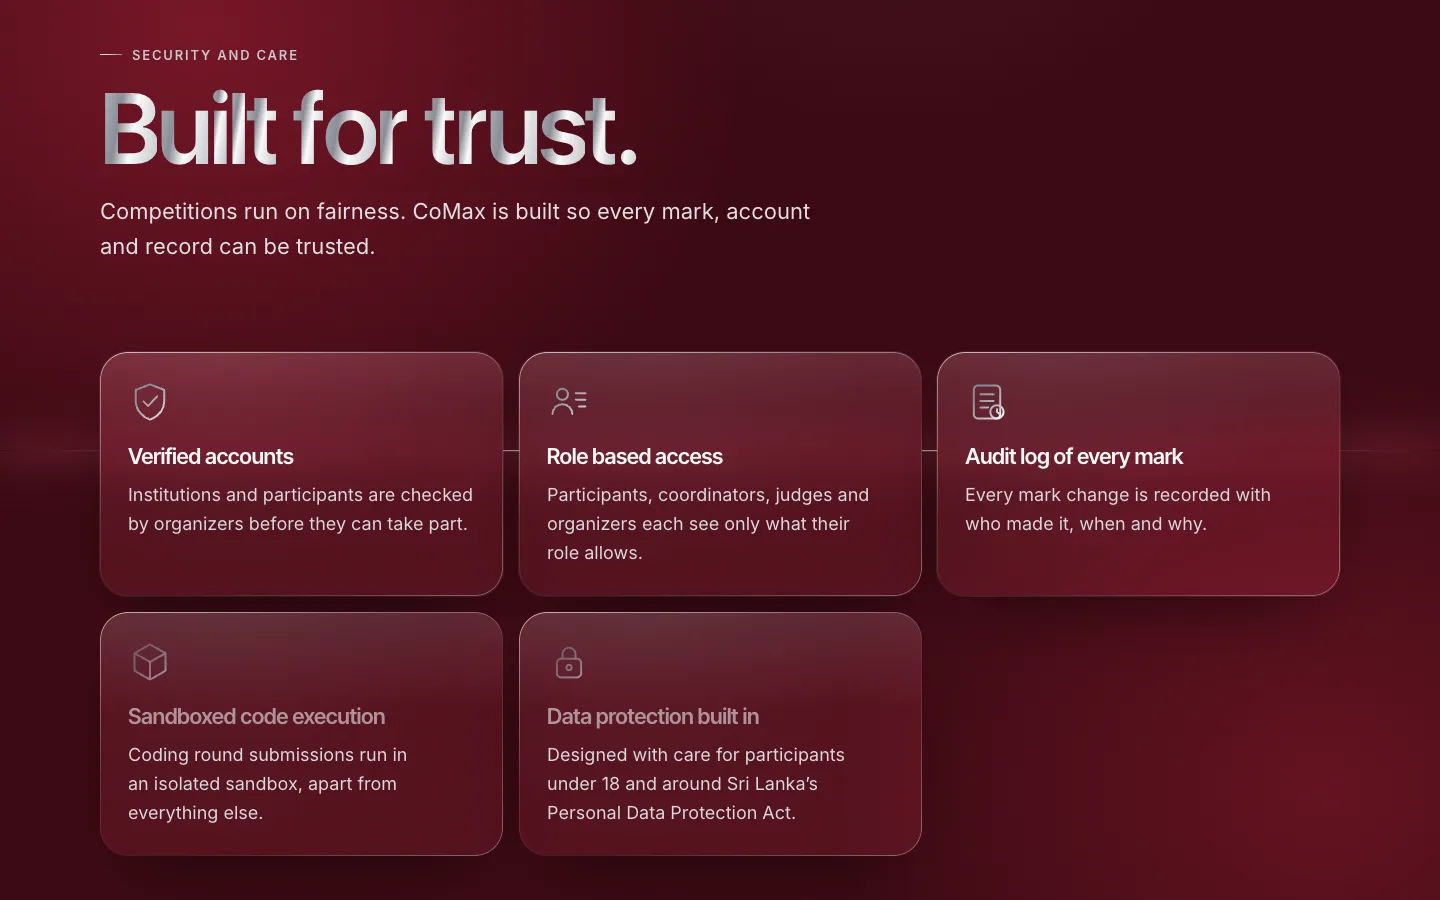 SECURITY AND CARE
Built for trust.
Competitions run on fairness. CoMax is built so every mark, account
and record can be trusted.
Verified accounts
Institutions and participants are checked
by organizers before they can take part.
Role based access
Participants, coordinators, judges and
organizers each see only what their
role allows.
Audit log of every mark
Every mark change is recorded with
who made it, when and why.
Sandboxed code execution
Coding round submissions run in
an isolated sandbox, apart from
everything else.
Data protection built in
Designed with care for participants
under 18 and around Sri Lanka’s
Personal Data Protection Act.